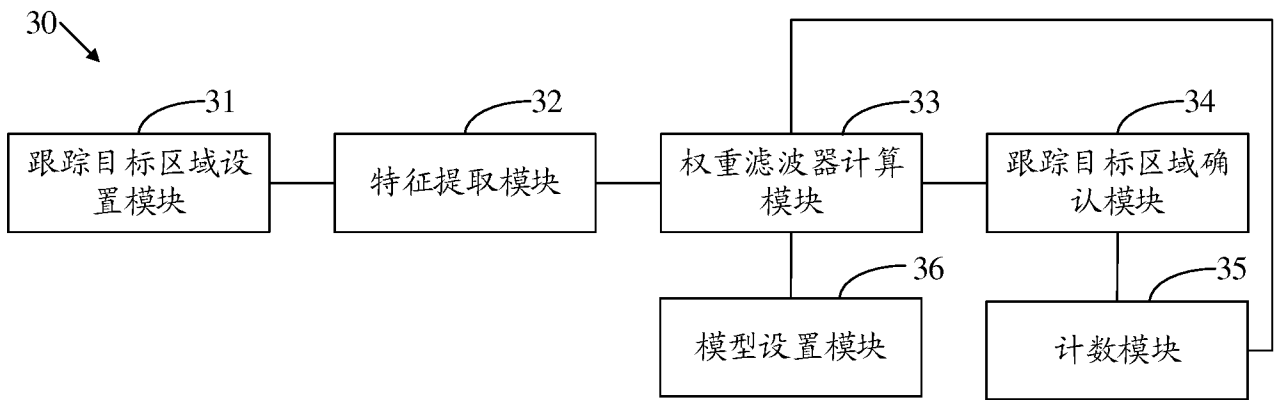 30
31
32
33
34
跟踪目标区域设
置模块
特征提取模块
权重滤波器计算
模块
跟踪目标区域确
认模块
36
35
模型设置模块
计数模块